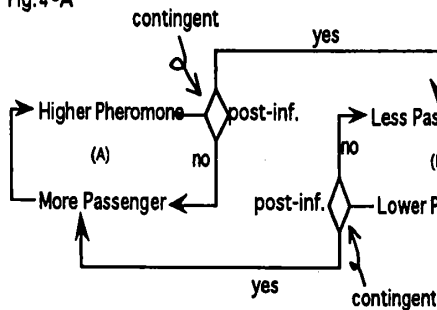 Fig. 4-A
contingent
yes
Higher Pheromone
post-inf.
Less Pas
(A)
no
no
More Passenger
post-inf.
Lower P
yes
contingent